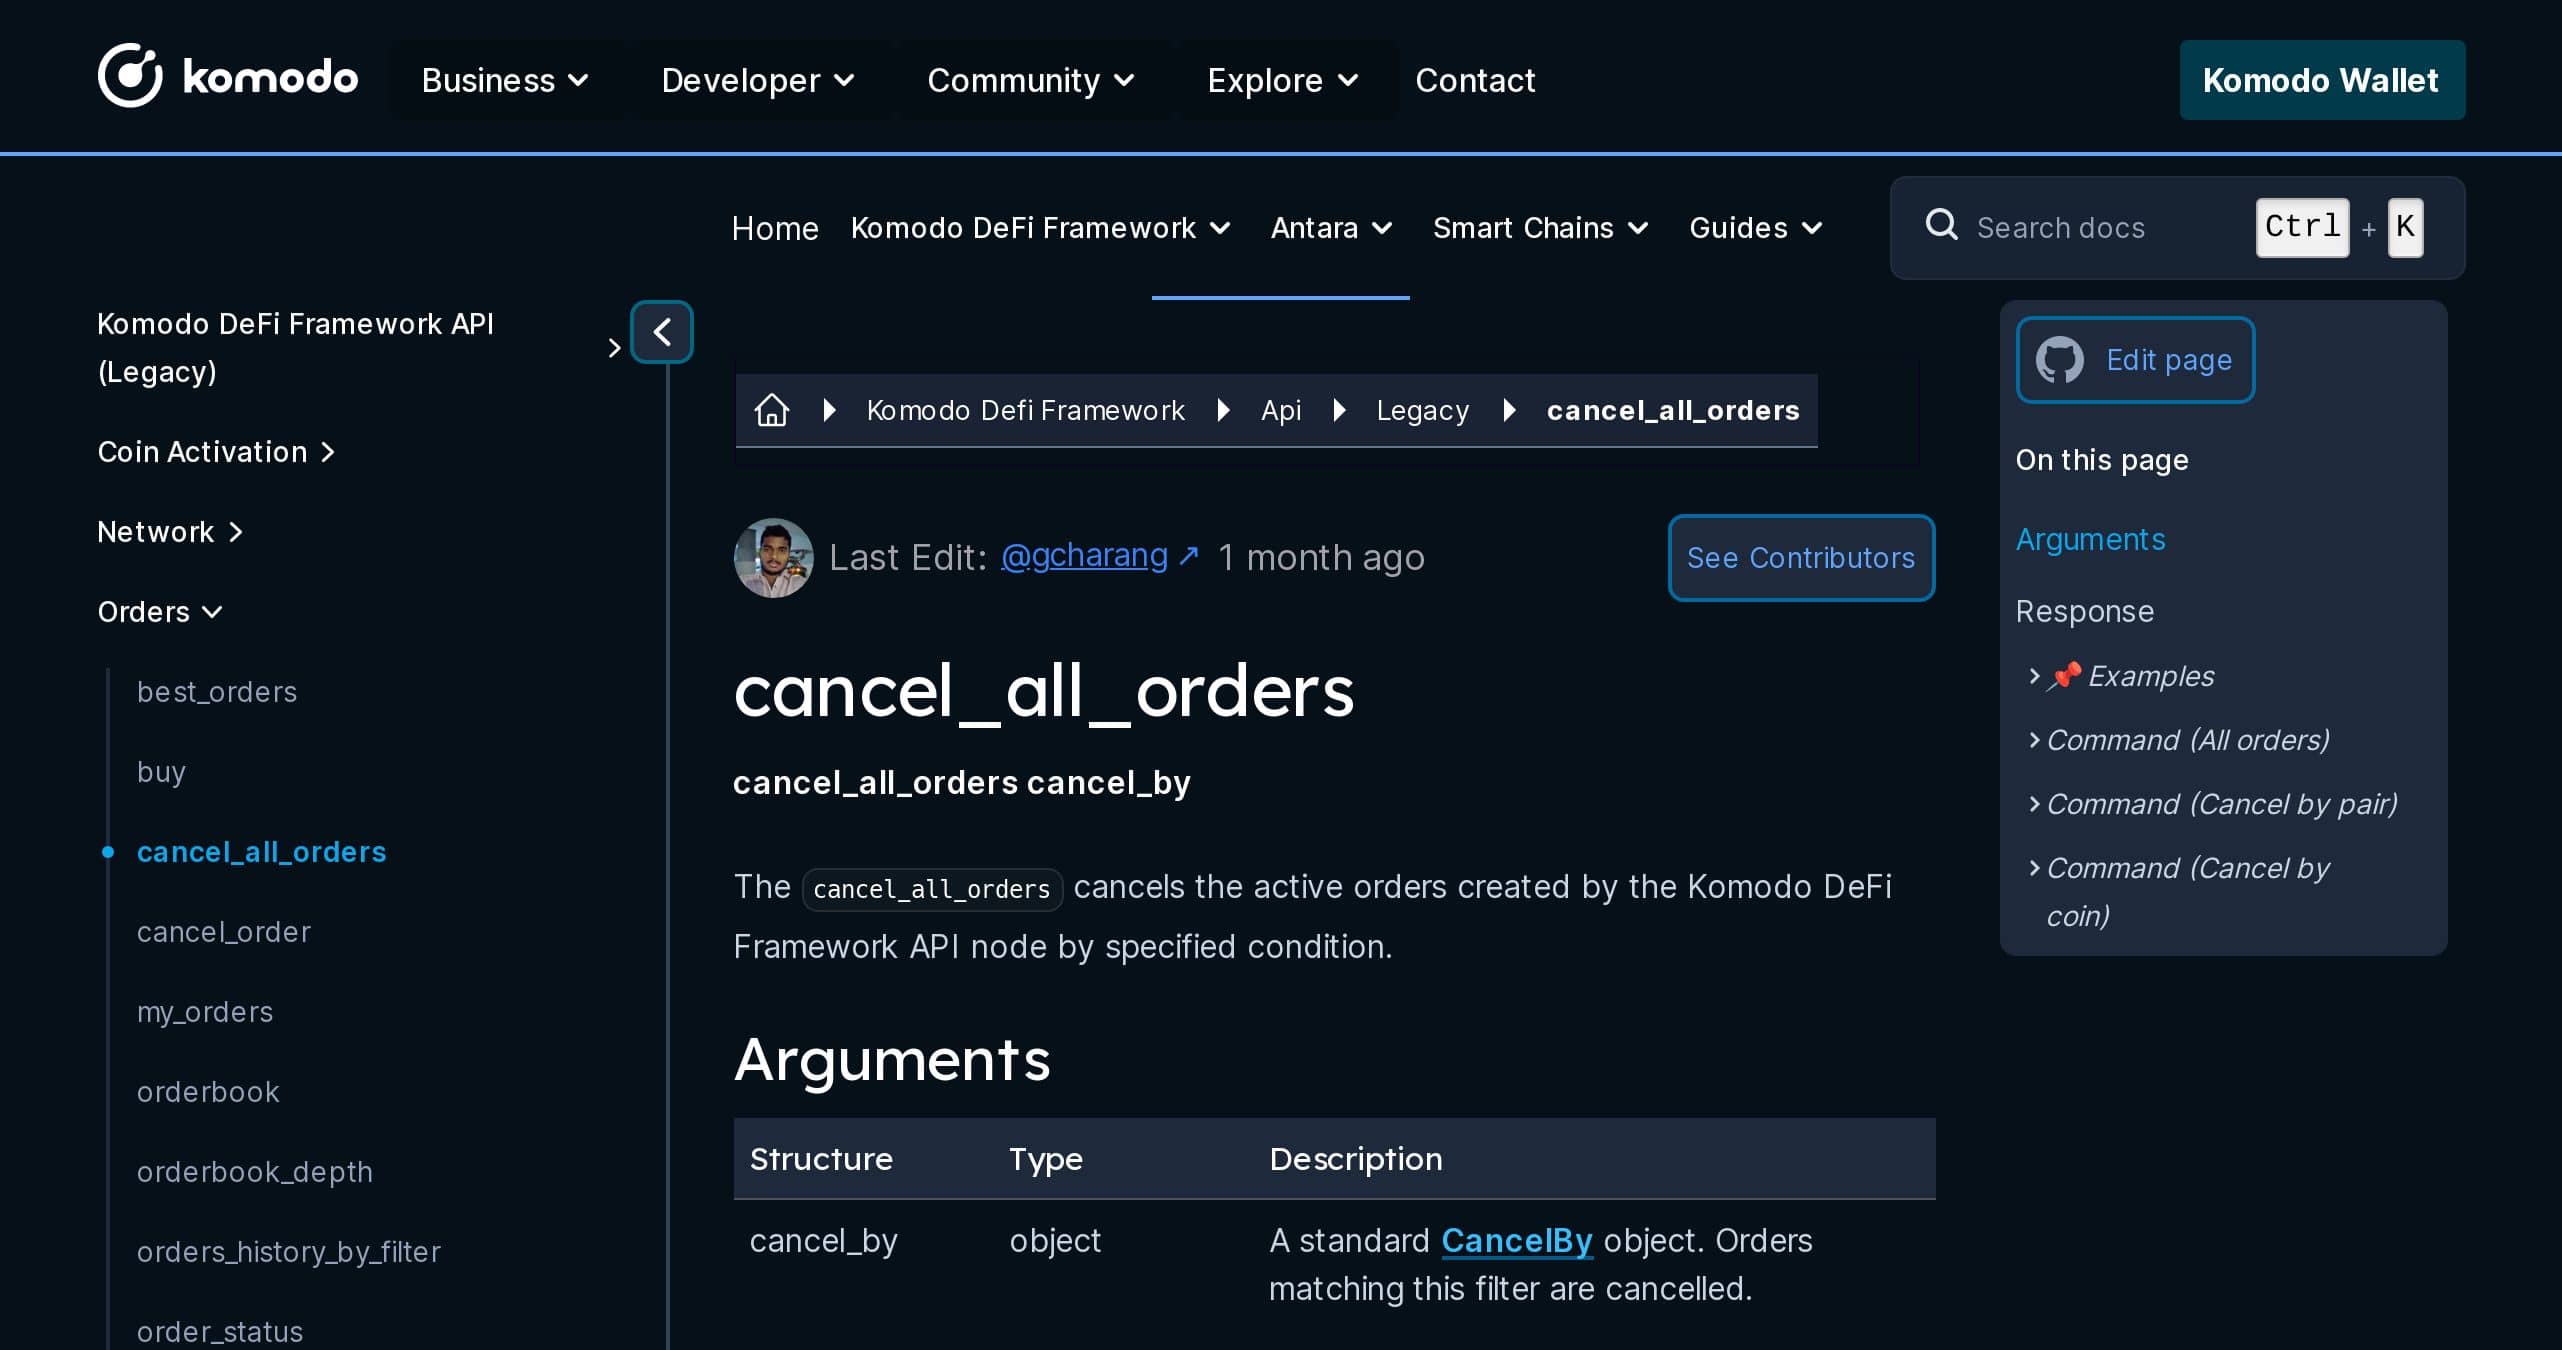 komodo
Business
Developer
Community
Explore
Contact
Komodo Wallet
Home
Komodo DeFi Framework
Antara
Smart Chains
Guides
Search docs
Ctrl + K
Komodo DeFi Framework API
(Legacy)
Coin Activation
Network
Orders
best_orders
buy
cancel_all_orders
cancel_order
my_orders
orderbook
orderbook_depth
orders_history_by_filter
order_status
Komodo Defi Framework
Api
Legacy
cancel_all_orders
Last Edit: @gcharang ↗ 1 month ago
See Contributors
cancel_all_orders
cancel_all_orders cancel_by
The cancel_all_orders cancels the active orders created by the Komodo DeFi
Framework API node by specified condition.
Arguments
Structure Type Description
cancel_by object A standard CancelBy object. Orders
matching this filter are cancelled.
Edit page
On this page
Arguments
Response
📌 Examples
Command (All orders)
Command (Cancel by pair)
Command (Cancel by
coin)